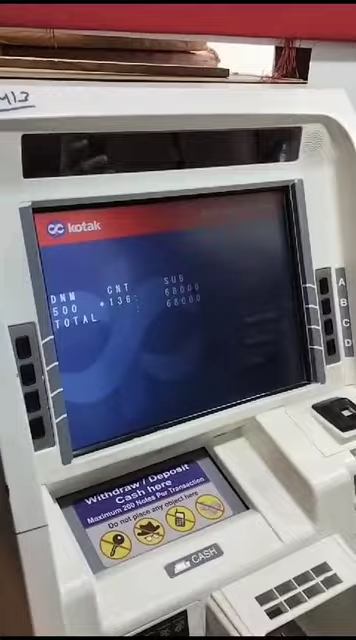 M13
kotak
DNM CNT SUB
500 *136: 68000
TOTAL : 68000
A
B
C
D
Withdraw / Deposit
Cash here
Maximum 200 Notes Per Transaction
Do not place any object here
CASH